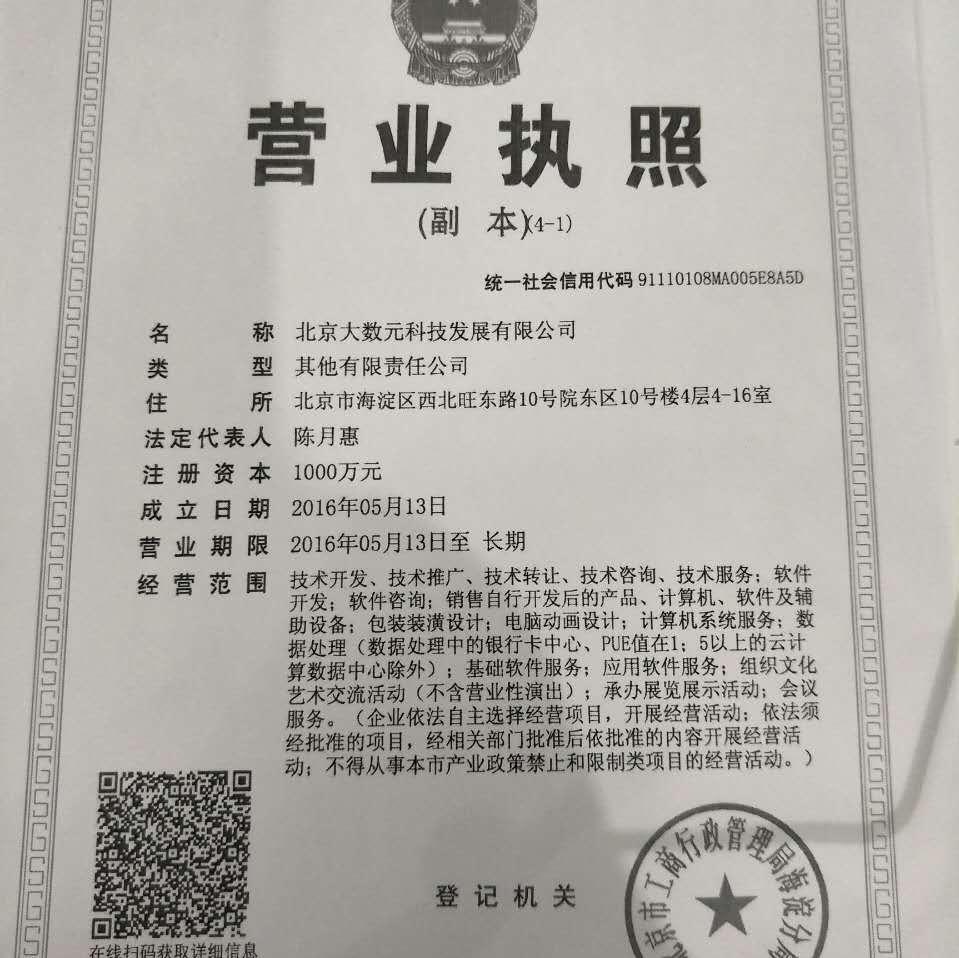 营业执照
(副 本)(4-1)
统一社会信用代码 91110108MA005E8A5D
名 称 北京大数元科技发展有限公司
类 型 其他有限责任公司
住 所 北京市海淀区西北旺东路10号院东区10号楼4层4-16室
法定代表人 陈月惠
注册资本 1000万元
成立日期 2016年05月13日
营业期限 2016年05月13日至 长期
经营范围 技术开发、技术推广、技术转让、技术咨询、技术服务；软件
开发；软件咨询；销售自行开发后的产品、计算机、软件及辅
助设备；包装装潢设计；电脑动画设计；计算机系统服务；数
据处理（数据处理中的银行卡中心、PUE值在1；5以上的云计
算数据中心除外）；基础软件服务；应用软件服务；组织文化
艺术交流活动（不含营业性演出）；承办展览展示活动；会议
服务。（企业依法自主选择经营项目，开展经营活动；依法须
经批准的项目，经相关部门批准后依批准的内容开展经营活
动；不得从事本市产业政策禁止和限制类项目的经营活动。）
在线扫码获取详细信息
登记机关
北京市工商行政管理局海淀分局